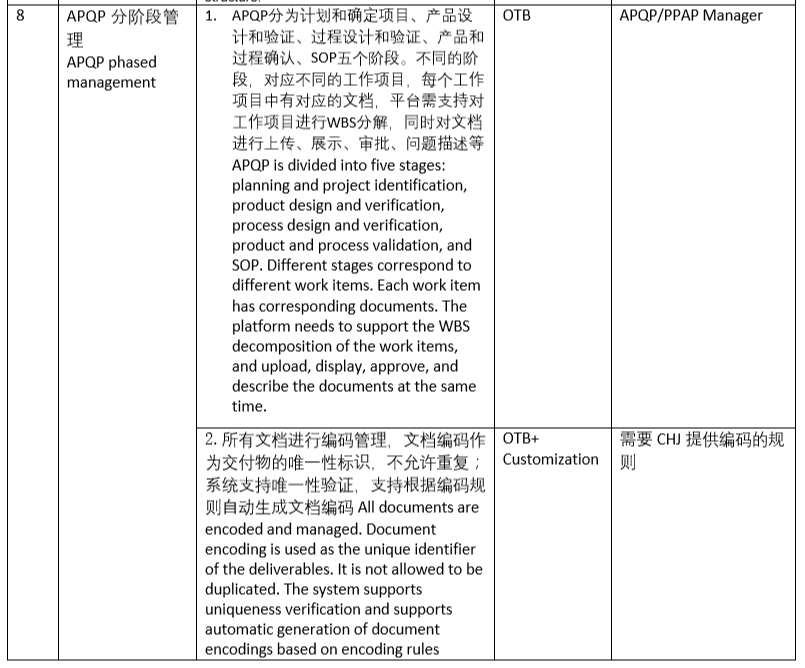 structure.
8
APQP 分阶段管
理
APQP phased
management
1. APQP分为计划和确定项目、产品设
计和验证、过程设计和验证、产品和
过程确认、SOP五个阶段。不同的阶
段，对应不同的工作项目，每个工作
项目中有对应的文档，平台需支持对
工作项目进行WBS分解，同时对文档
进行上传、展示、审批、问题描述等
APQP is divided into five stages:
planning and project identification,
product design and verification,
process design and verification,
product and process validation, and
SOP. Different stages correspond to
different work items. Each work item
has corresponding documents. The
platform needs to support the WBS
decomposition of the work items,
and upload, display, approve, and
describe the documents at the same
time.
OTB
APQP/PPAP Manager
2. 所有文档进行编码管理，文档编码作
为交付物的唯一性标识，不允许重复；
系统支持唯一性验证，支持根据编码规
则自动生成文档编码 All documents are
encoded and managed. Document
encoding is used as the unique identifier
of the deliverables. It is not allowed to be
duplicated. The system supports
uniqueness verification and supports
automatic generation of document
encodings based on encoding rules
OTB+
Customization
需要 CHJ 提供编码的规
则